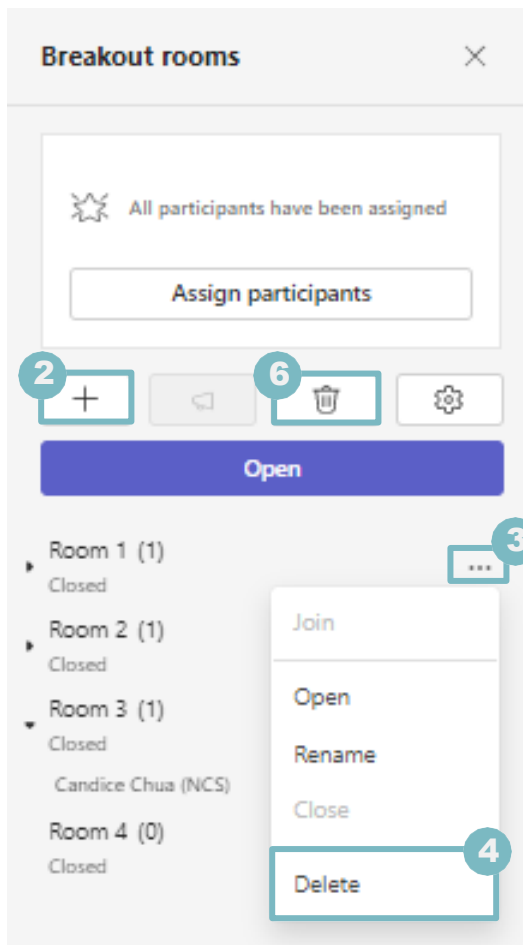 Breakout rooms
All participants have been assigned
Assign participants
2
6
Open
Room 1 (1)
Closed
3
...
Room 2 (1)
Closed
Room 3 (1)
Closed
Candice Chua (NCS)
Room 4 (0)
Closed
Join
Open
Rename
Close
4
Delete